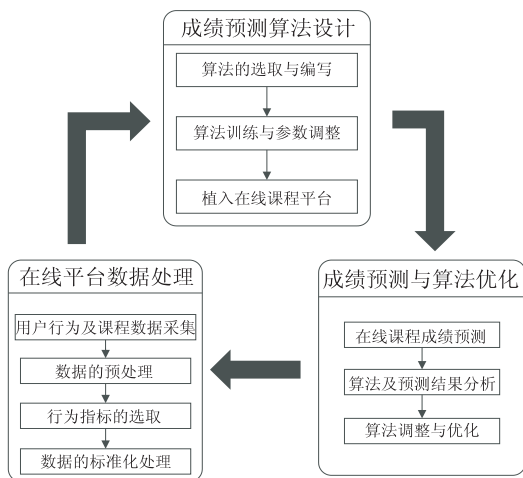 成绩预测算法设计
算法的选取与编写
算法训练与参数调整
植入在线课程平台
在线平台数据处理
用户行为及课程数据采集
数据的预处理
行为指标的选取
数据的标准化处理
成绩预测与算法优化
在线课程成绩预测
算法及预测结果分析
算法调整与优化